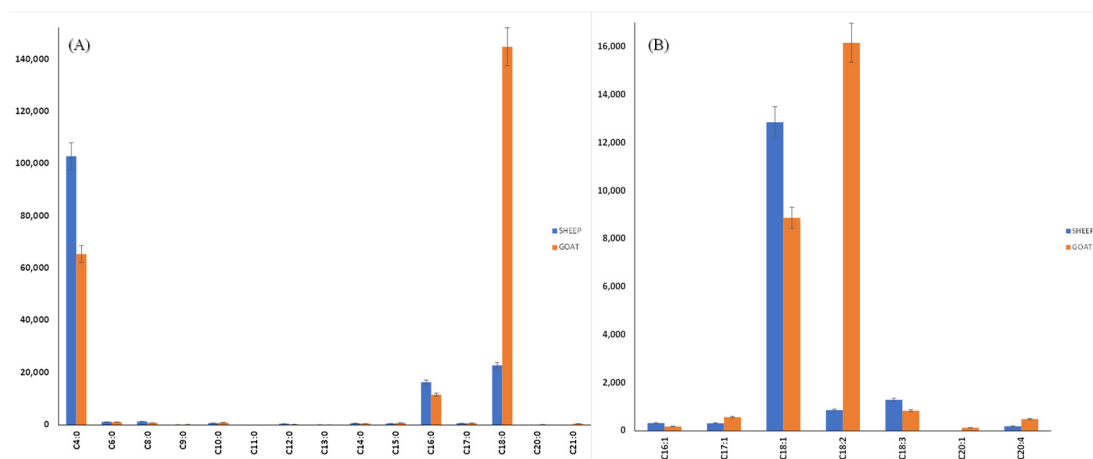 (A)
140,000
120,000
100,000
80,000
60,000
40,000
20,000
0
SHEEP
GOAT
C4:0
C6:0
C8:0
C9:0
C10:0
C11:0
C12:0
C13:0
C14:0
C15:0
C16:0
C17:0
C18:0
C20:0
C21:0
(B)
16,000
14,000
12,000
10,000
8,000
6,000
4,000
2,000
0
SHEEP
GOAT
C16:1
C17:1
C18:1
C18:2
C18:3
C20:1
C20:4